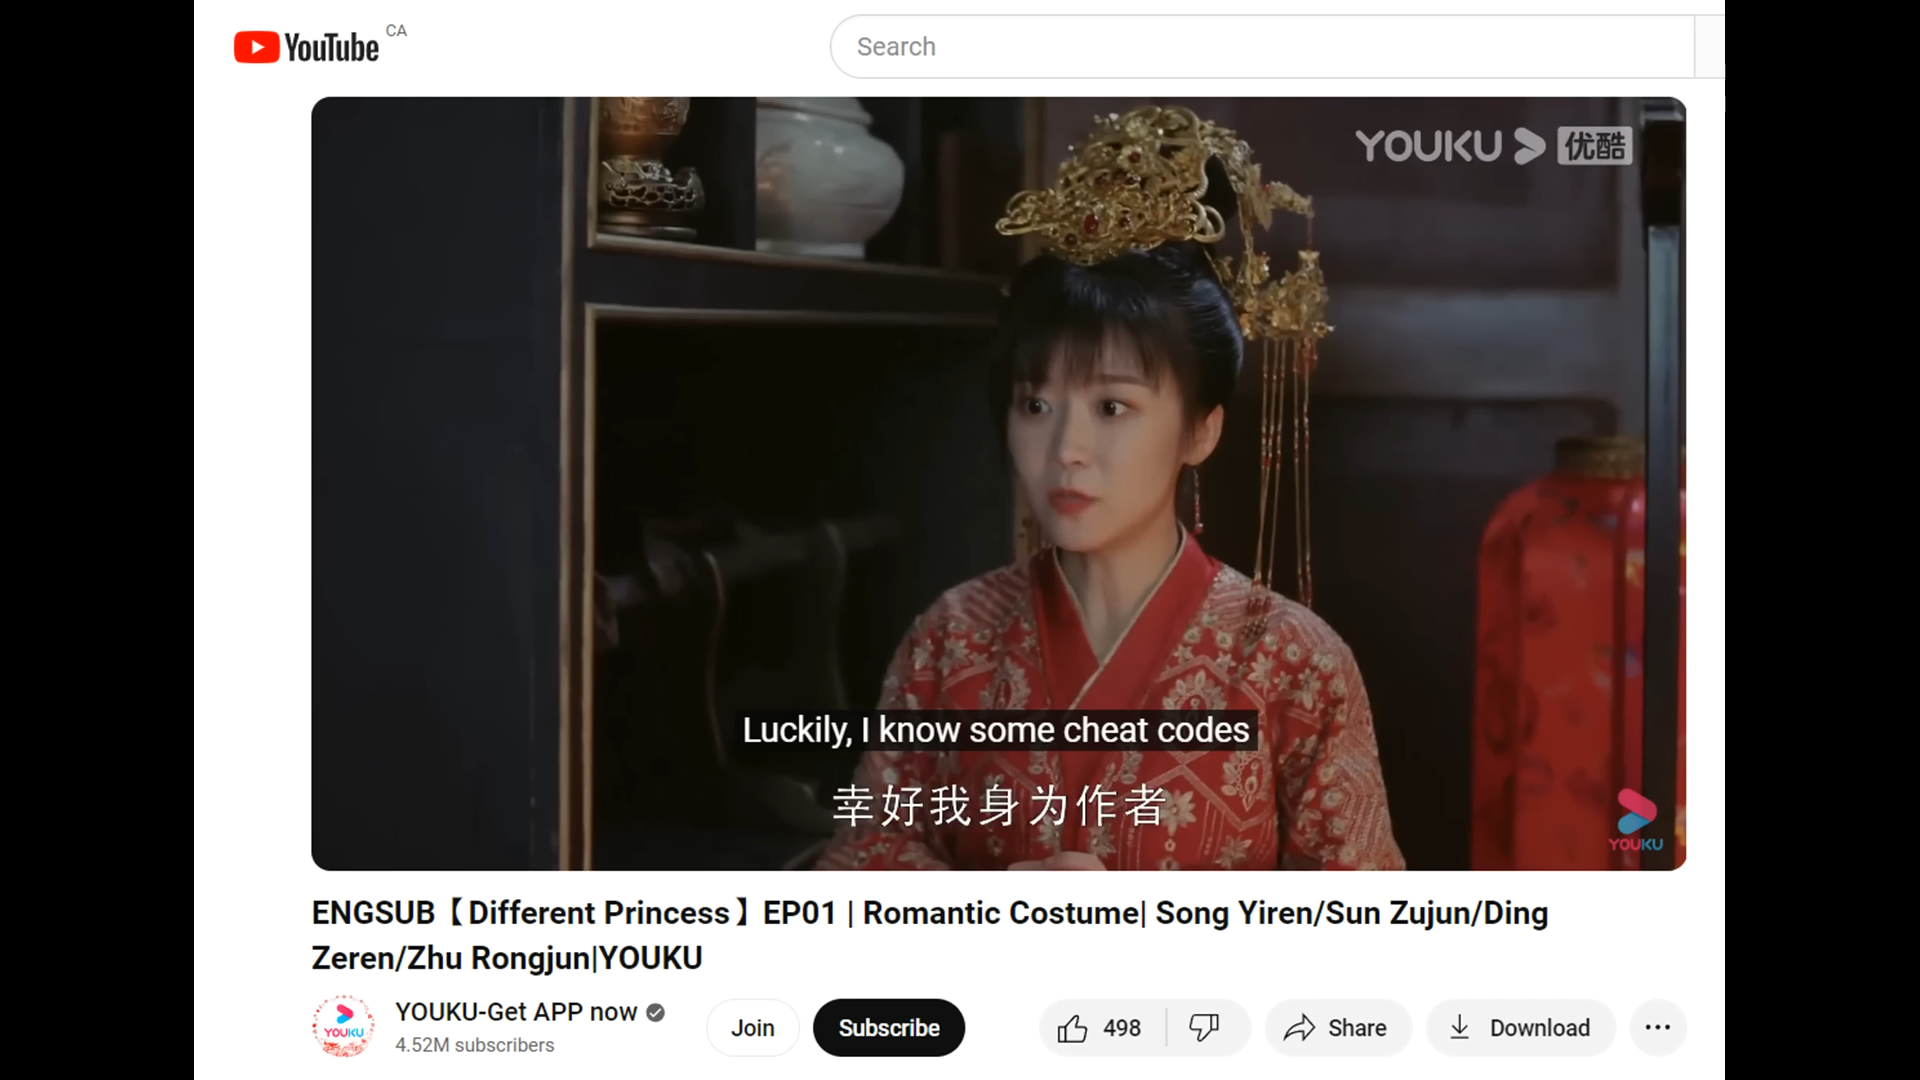 YouTube CA
Search
YOUKU 优酷
Luckily, I know some cheat codes
幸好我身为作者
YOUKU
ENGSUB【Different Princess】EP01 | Romantic Costume| Song Yiren/Sun Zujun/Ding
Zeren/Zhu Rongjun|YOUKU
YOUKU
YOUKU-Get APP now
4.52M subscribers
Join
Subscribe
498
Share
Download